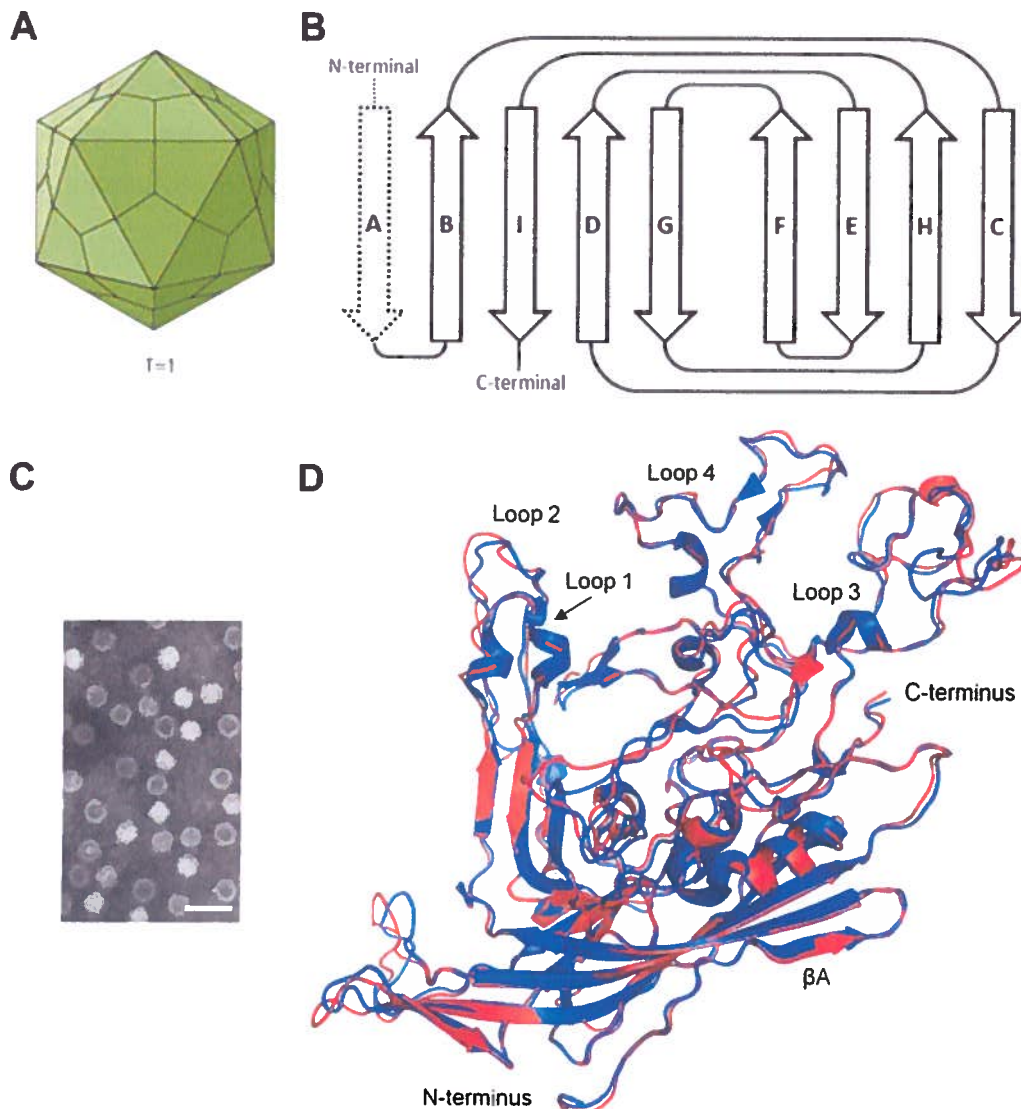 A
T=1
B
N-terminal
A
B
I
D
G
F
E
H
C
C-terminal
C
D
Loop 4
Loop 2
Loop 1
Loop 3
C-terminus
βA
N-terminus